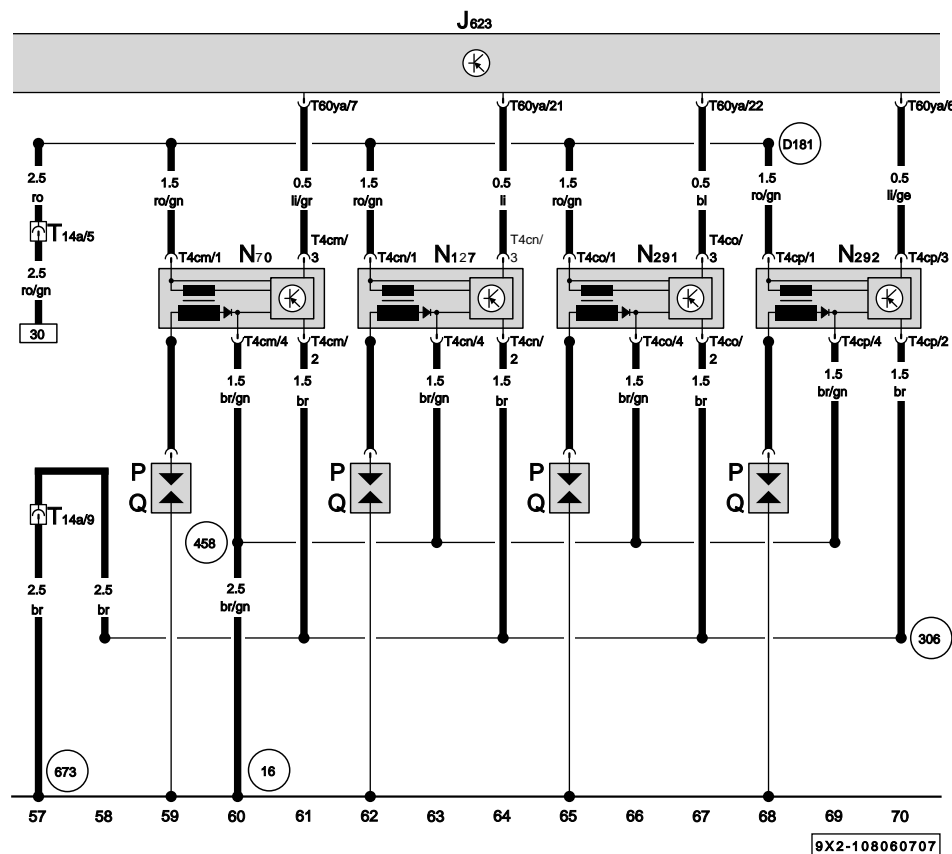 J623
T60ya/7
T60ya/21
T60ya/22
T60ya/6
D181
2.5
ro
1.5
ro/gn
0.5
li/gr
1.5
ro/gn
0.5
li
1.5
ro/gn
0.5
bl
1.5
ro/gn
0.5
li/ge
T14a/5
2.5
ro/gn
30
T4cm/1
N70
T4cm/
3
T4cn/1
N127
T4cn/
3
T4co/1
N291
T4co/
3
T4cp/1
N292
T4cp/3
T4cm/4
T4cm/
2
T4cn/4
T4cn/
2
T4co/4
T4co/
2
T4cp/4
T4cp/2
1.5
br/gn
1.5
br
1.5
br/gn
1.5
br
1.5
br/gn
1.5
br
1.5
br/gn
1.5
br
P
Q
P
Q
P
Q
P
Q
T14a/9
458
2.5
br
2.5
br
2.5
br/gn
306
673
16
57 58 59 60 61 62 63 64 65 66 67 68 69 70
9X2-108060707